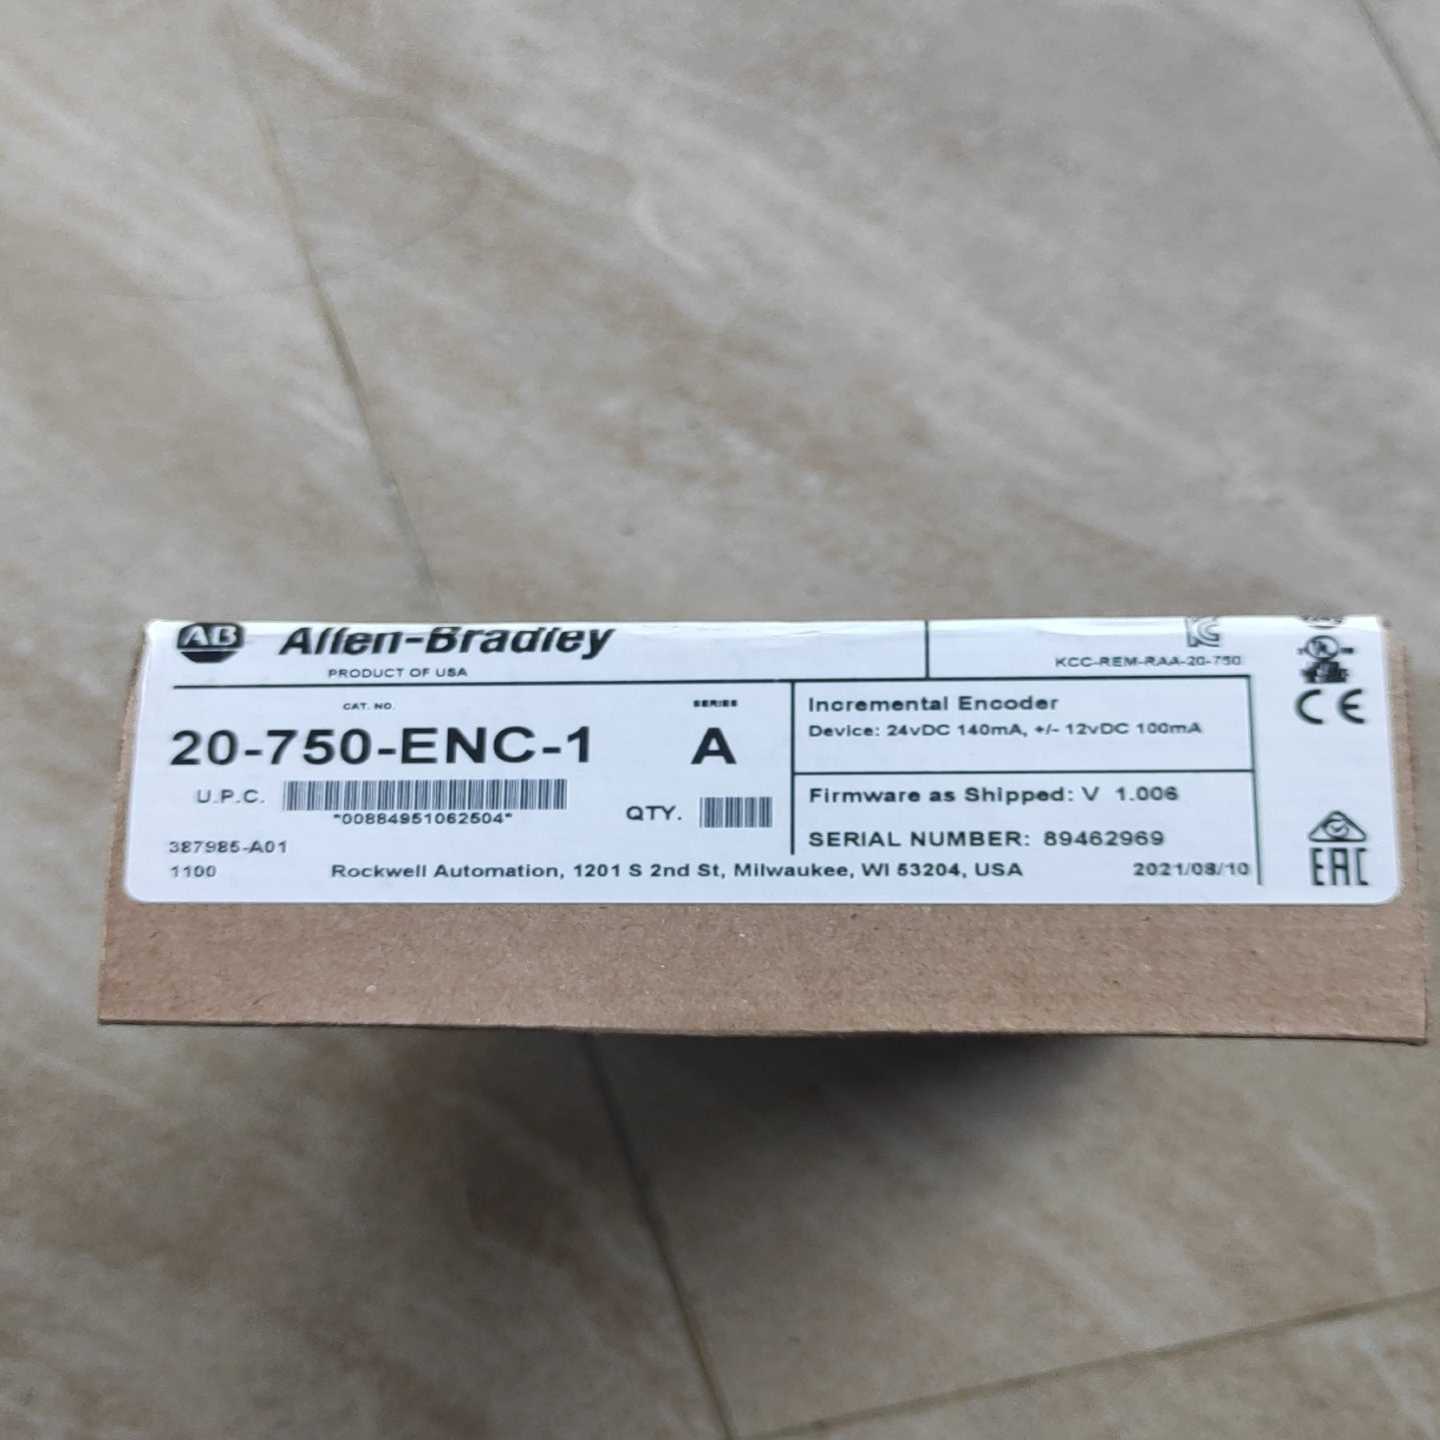 AB Allen-Bradley
PRODUCT OF USA
KCC-REM-RAA-20-750
CAT. NO.
SERIES
20-750-ENC-1
A
Incremental Encoder
Device: 24vDC 140mA, +/- 12vDC 100mA
CE
U.P.C.
*00884951062504*
QTY.
Firmware as Shipped: V 1.006
SERIAL NUMBER: 89462969
387985-A01
1100
Rockwell Automation, 1201 S 2nd St, Milwaukee, WI 53204, USA
2021/08/10
EAC